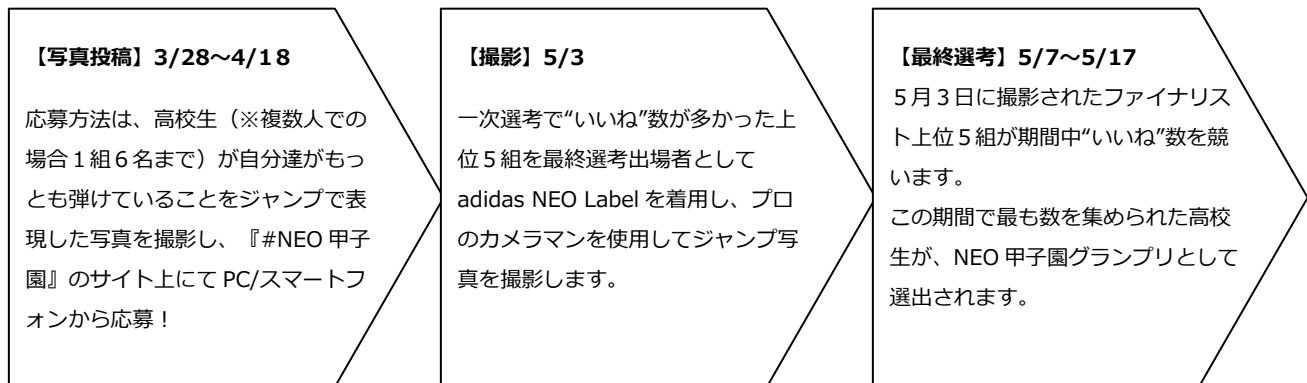 【写真投稿】3/28～4/18
応募方法は、高校生（※複数人での
場合１組６名まで）が自分達がもっ
とも弾けていることをジャンプで表
現した写真を撮影し、『#NEO 甲子
園』のサイト上にて PC/スマートフ
ォンから応募！
【撮影】5/3
一次選考で“いいね”数が多かった上
位５組を最終選考出場者として
adidas NEO Label を着用し、プロ
のカメラマンを使用してジャンプ写
真を撮影します。
【最終選考】5/7～5/17
５月３日に撮影されたファイナリス
ト上位５組が期間中“いいね”数を競
います。
この期間で最も数を集められた高校
生が、NEO 甲子園グランプリとして
選出されます。